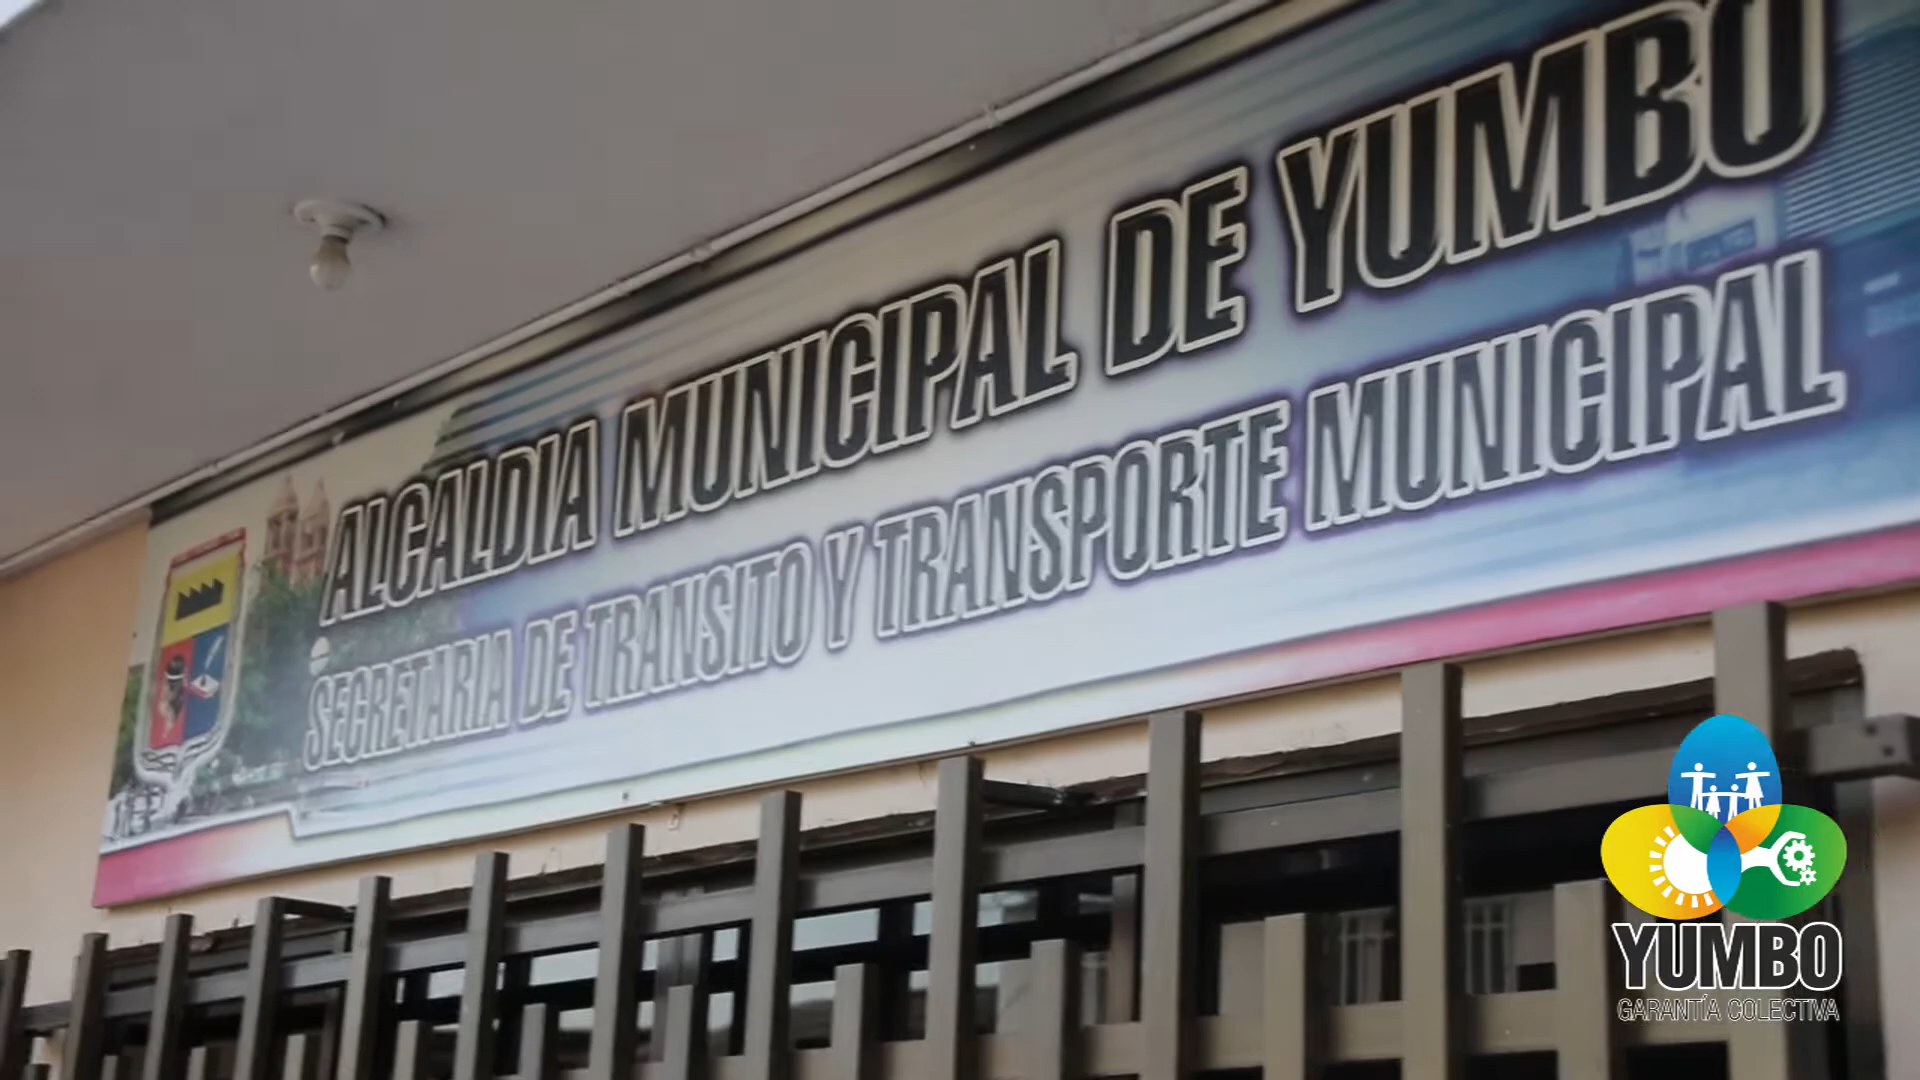 ALCALDIA MUNICIPAL DE YUMBO
SECRETARIA DE TRANSITO Y TRANSPORTE MUNICIPAL
YUMBO
GARANTÍA COLECTIVA